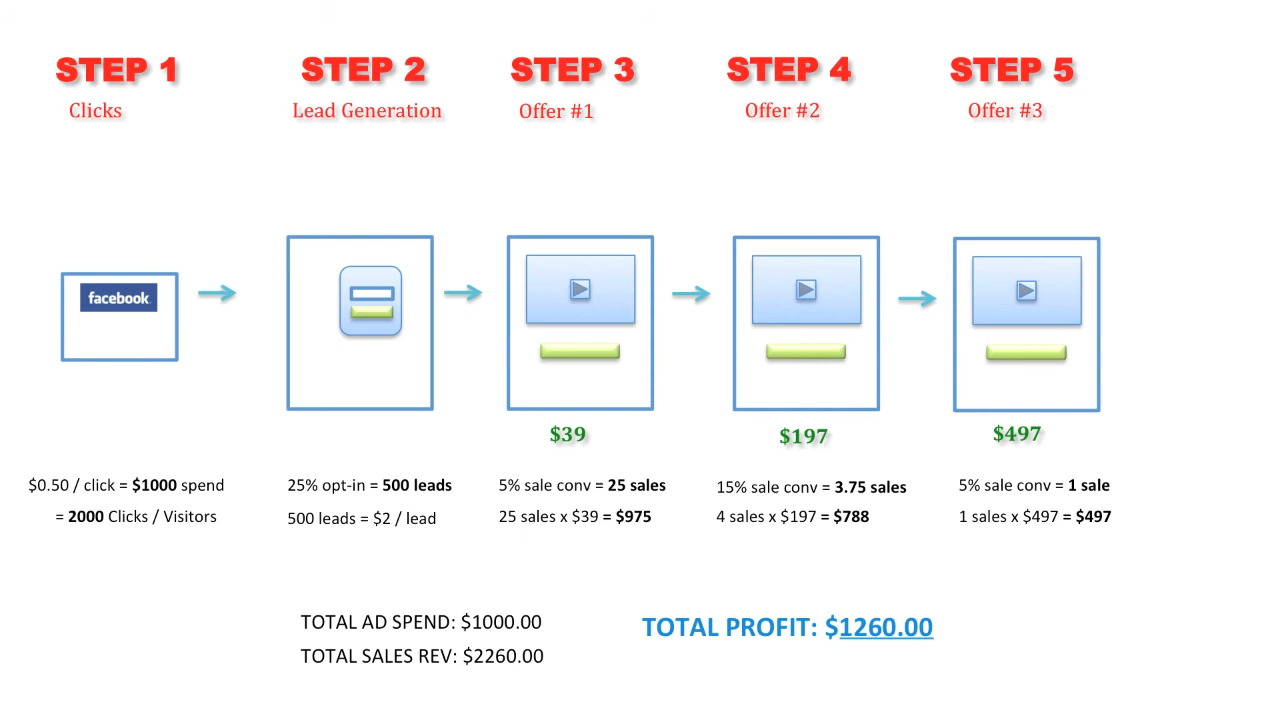 STEP 1
Clicks
STEP 2
Lead Generation
STEP 3
Offer #1
STEP 4
Offer #2
STEP 5
Offer #3
facebook
$39
$197
$497
$0.50 / click = $1000 spend
= 2000 Clicks / Visitors
25% opt-in = 500 leads
500 leads = $2 / lead
5% sale conv = 25 sales
25 sales x $39 = $975
15% sale conv = 3.75 sales
4 sales x $197 = $788
5% sale conv = 1 sale
1 sales x $497 = $497
TOTAL AD SPEND: $1000.00
TOTAL SALES REV: $2260.00
TOTAL PROFIT: $1260.00